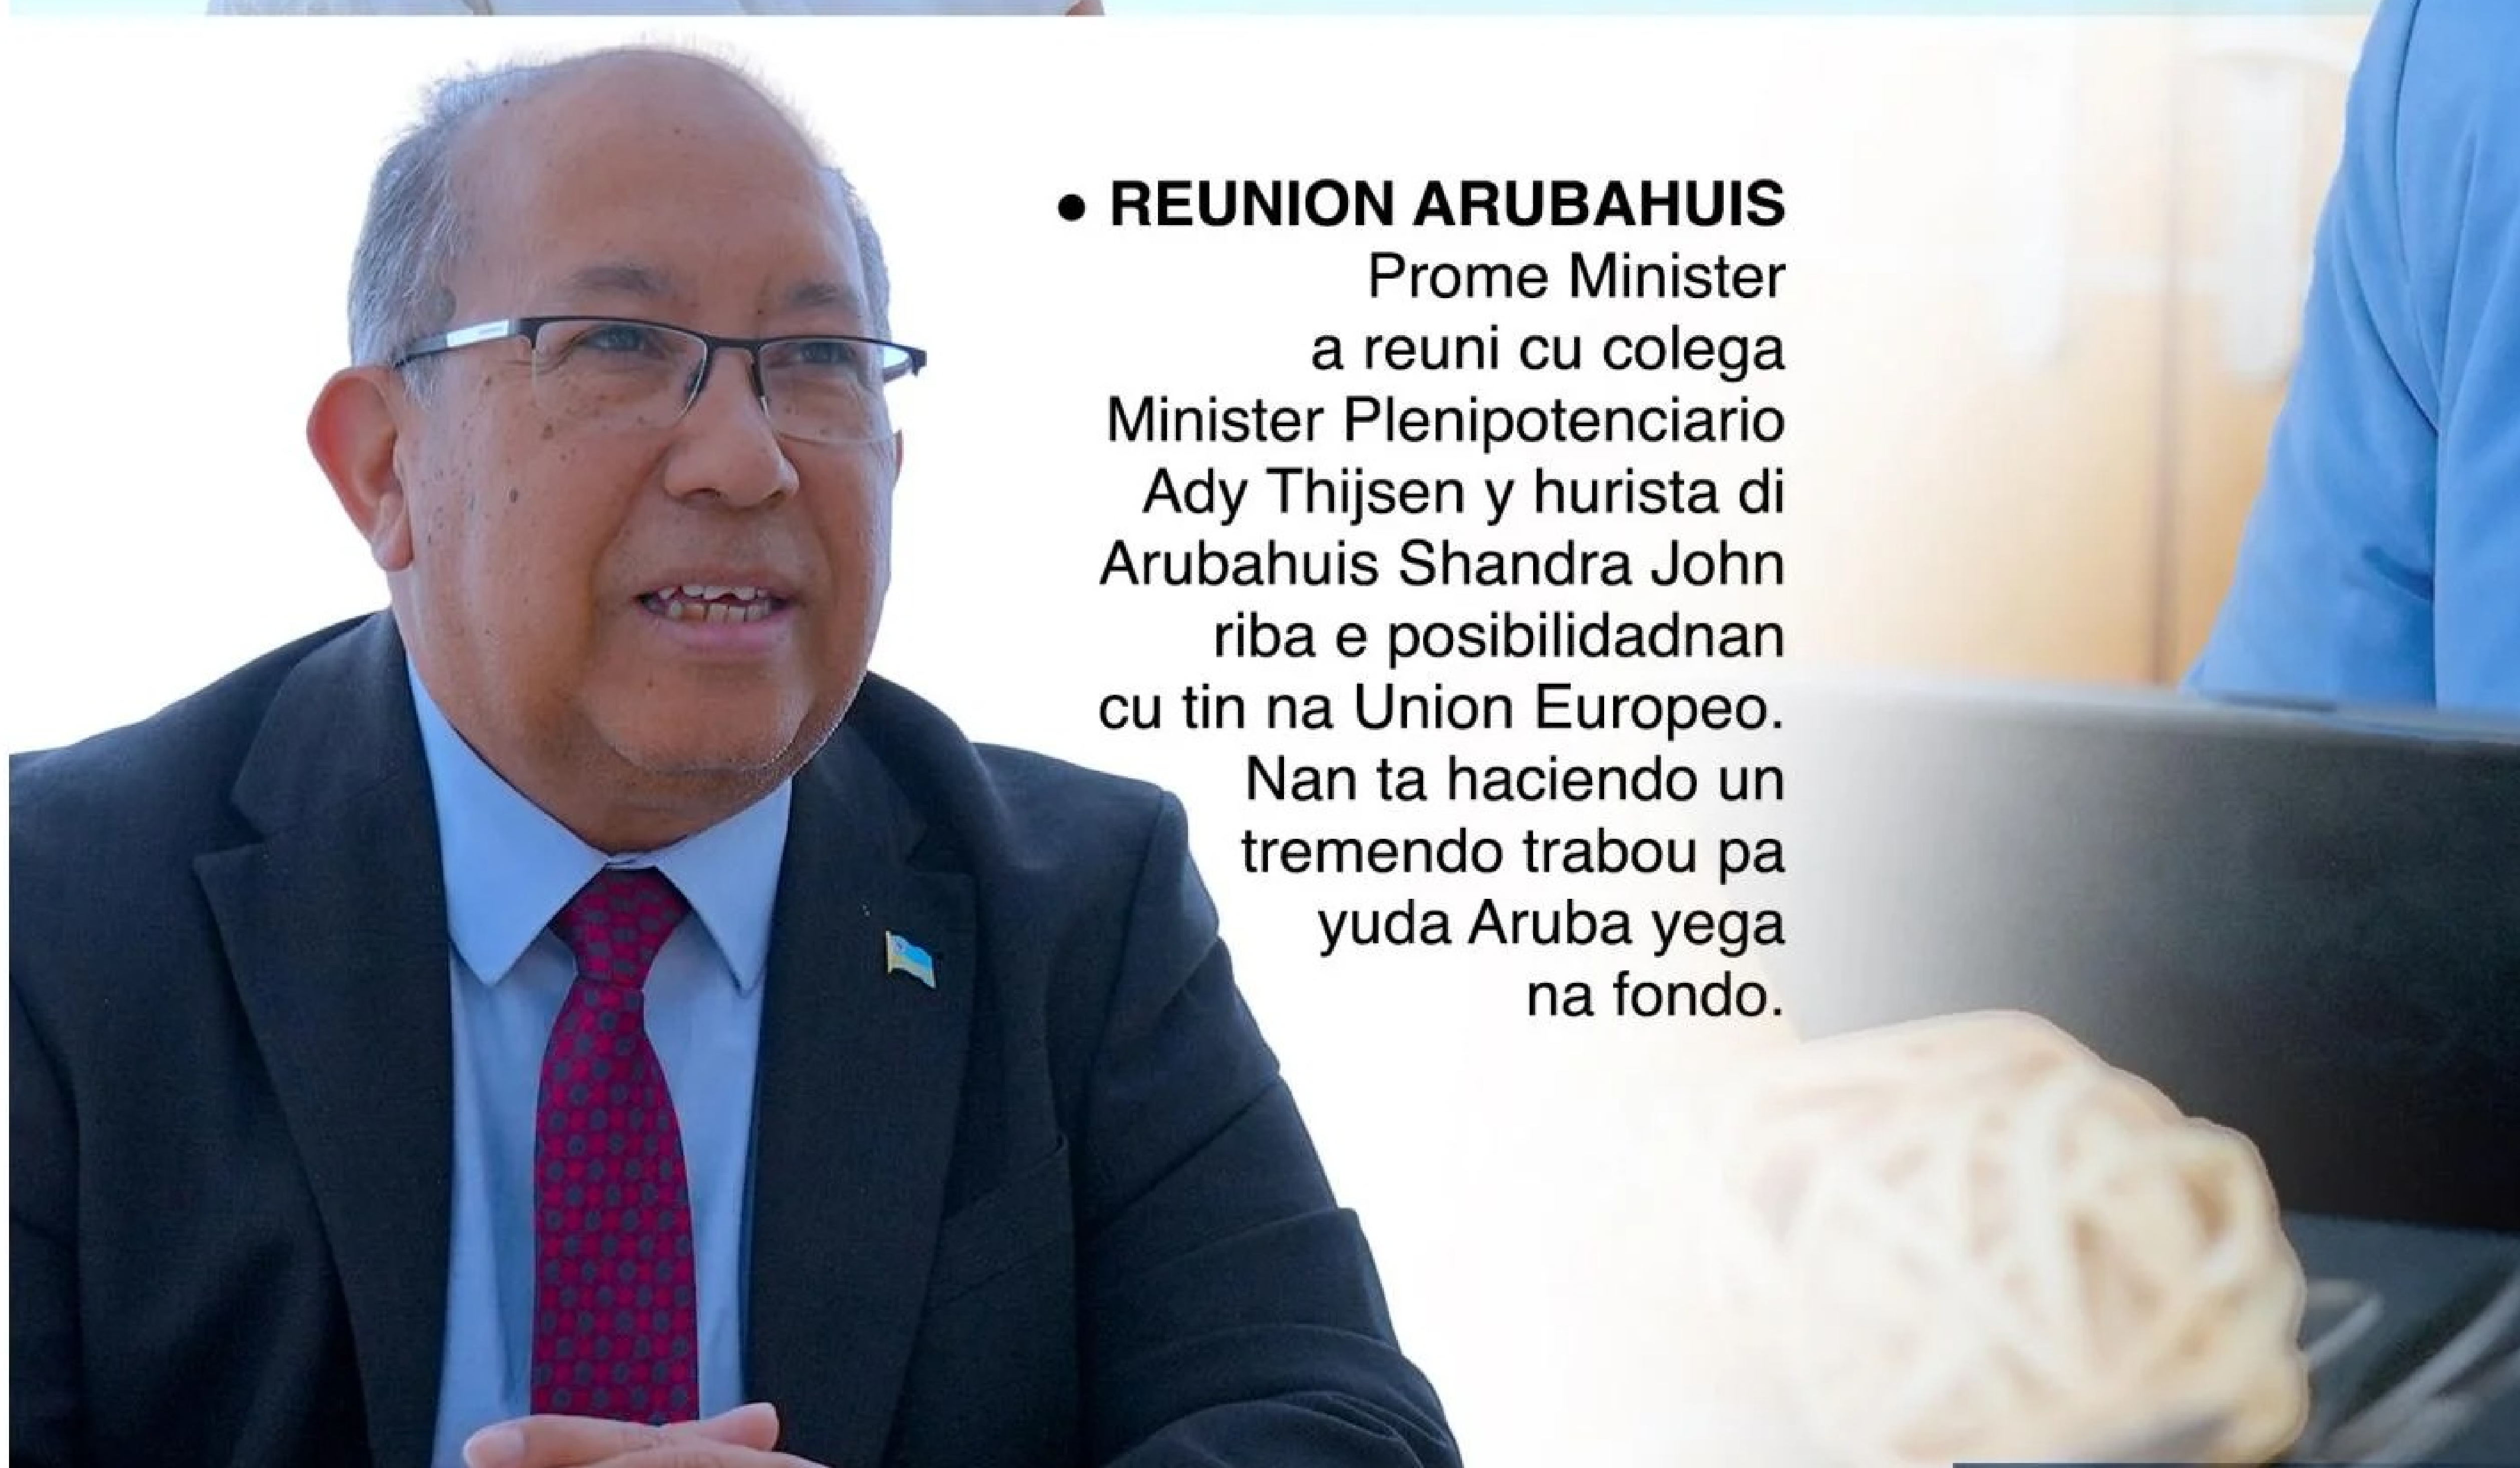 ● REUNION ARUBAHUIS
Prome Minister
a reuni cu colega
Minister Plenipotenciario
Ady Thijsen y hurista di
Arubahuis Shandra John
riba e posibilidadnan
cu tin na Union Europeo.
Nan ta haciendo un
tremendo trabou pa
yuda Aruba yega
na fondo.